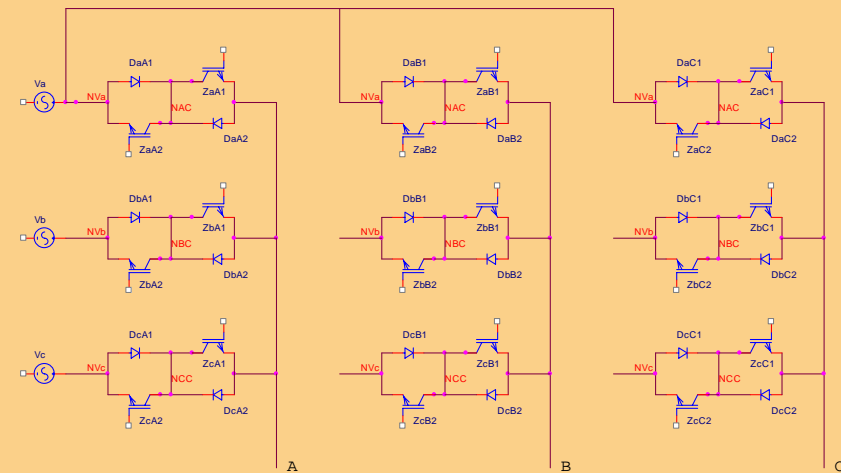 DaA1
ZaA1
Va
NVa
NAC
DaA2
ZaA2
DaB1
ZaB1
NVa
NAC
DaB2
ZaB2
DaC1
ZaC1
NVa
NAC
DaC2
ZaC2
DbA1
ZbA1
Vb
NVb
NBC
DbA2
ZbA2
DbB1
ZbB1
NVb
NBC
DbB2
ZbB2
DbC1
ZbC1
NVb
NBC
DbC2
ZbC2
DcA1
ZcA1
Vc
NVc
NCC
DcA2
ZcA2
DcB1
ZcB1
NVc
NCC
DcB2
ZcB2
DcC1
ZcC1
NVc
NCC
DcC2
ZcC2
A
B
C